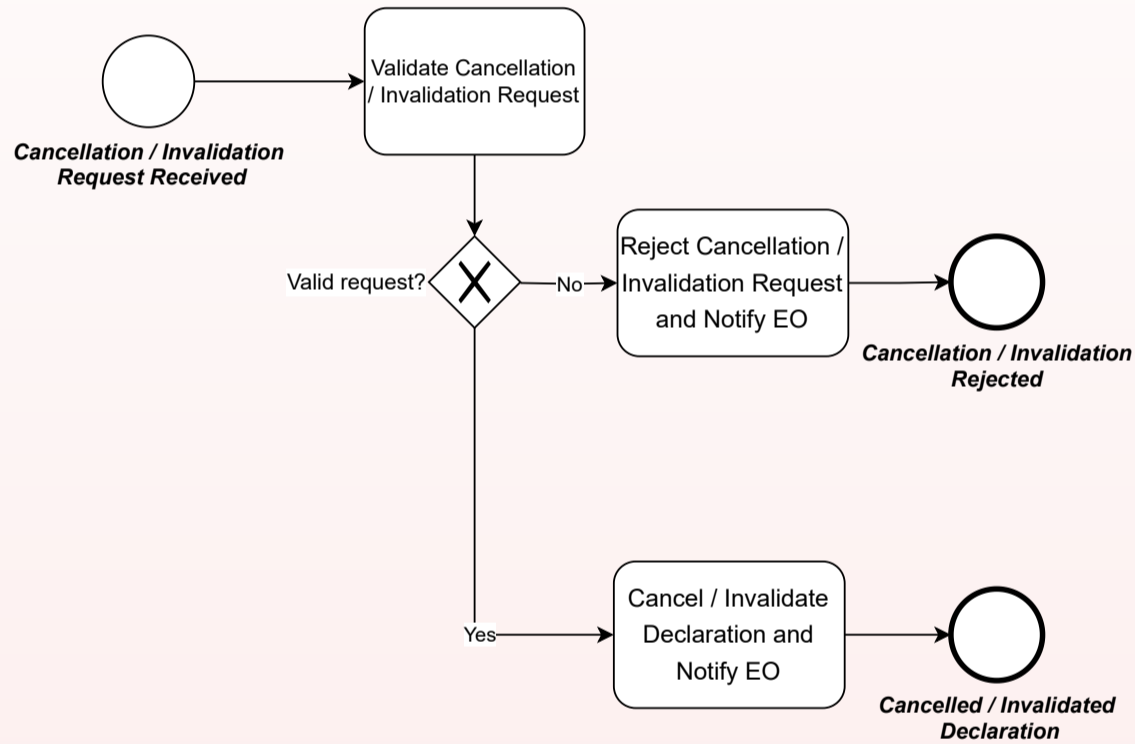 Validate Cancellation
/ Invalidation Request
Cancellation / Invalidation
Request Received
Valid request?
No
Reject Cancellation /
Invalidation Request
and Notify EO
Cancellation / Invalidation
Rejected
Yes
Cancel / Invalidate
Declaration and
Notify EO
Cancelled / Invalidated
Declaration